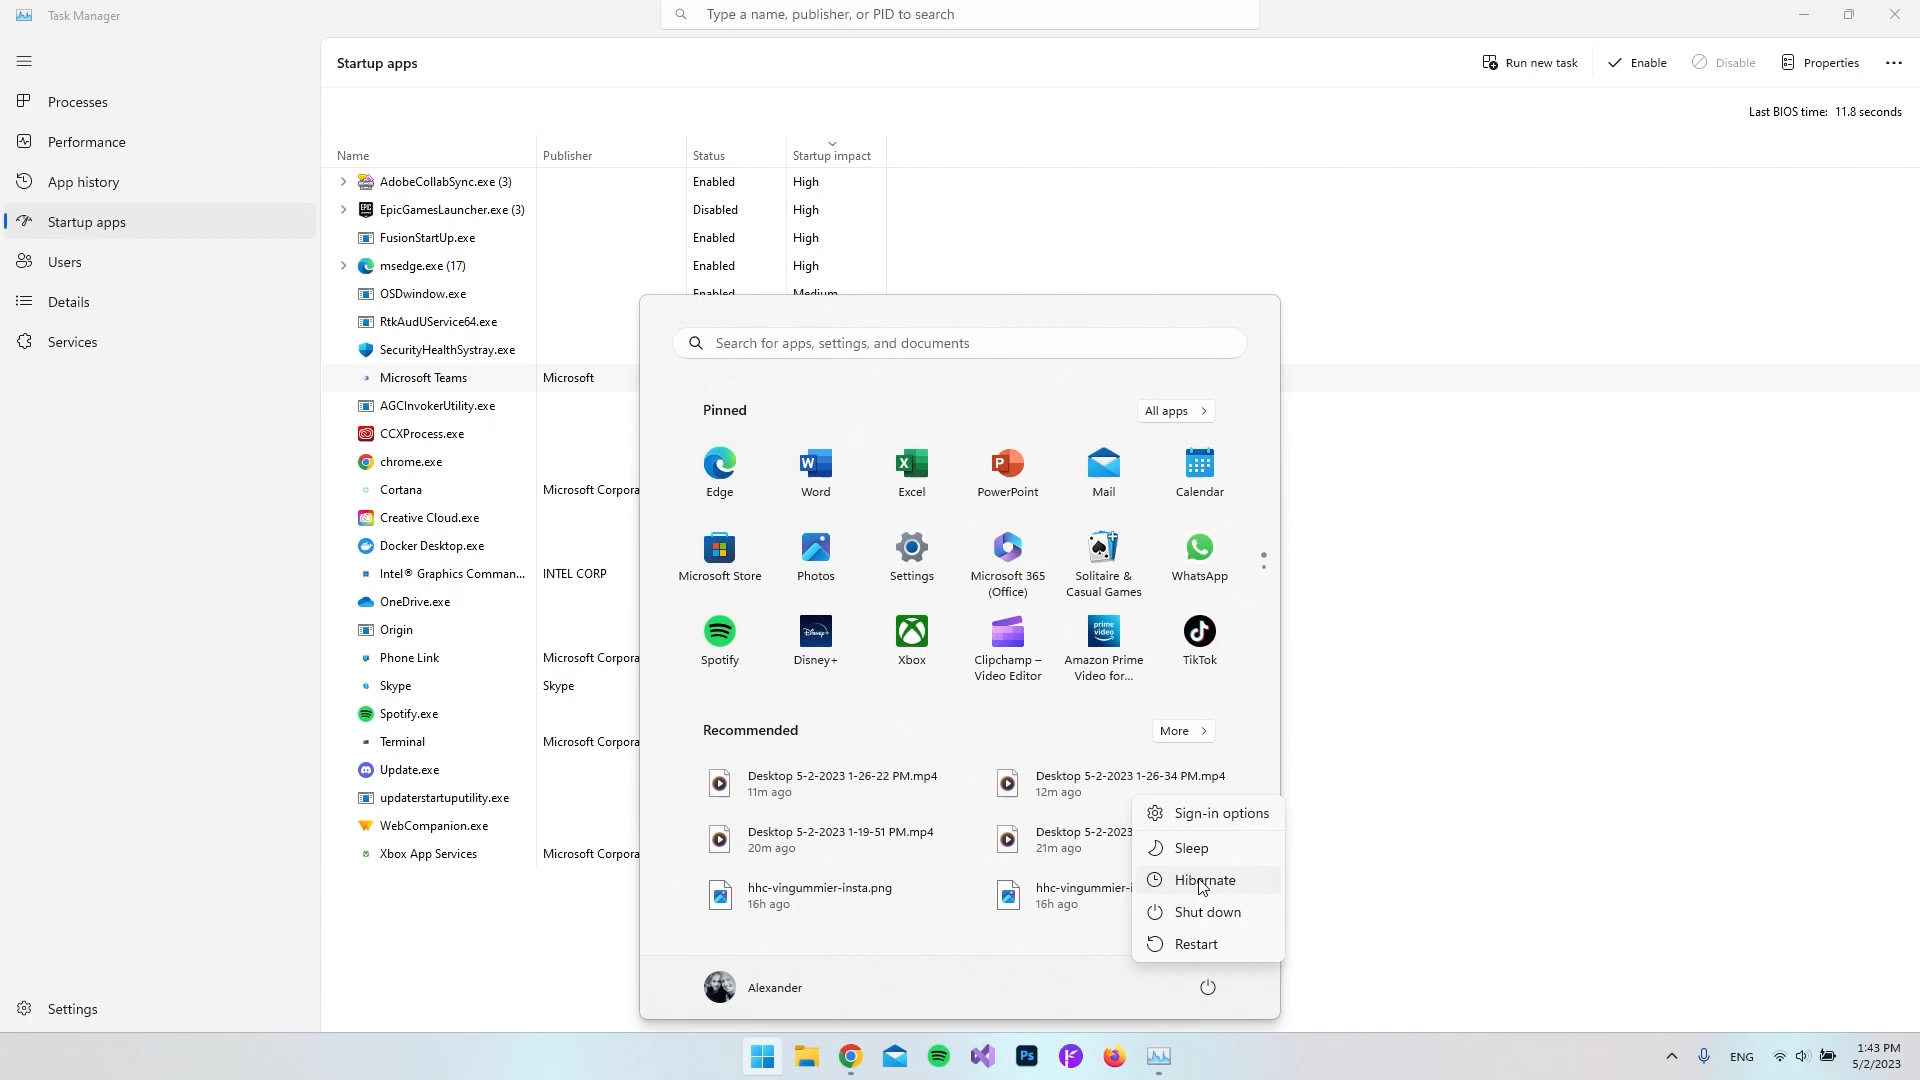 Task Manager
Type a name, publisher, or PID to search
Startup apps
Run new task
Enable
Disable
Properties
Last BIOS time: 11.8 seconds
Processes
Performance
App history
Startup apps
Users
Details
Services
Settings
Name Publisher Status Startup impact
AdobeCollabSync.exe (3) Enabled High
EpicGamesLauncher.exe (3) Disabled High
FusionStartUp.exe Enabled High
msedge.exe (17) Enabled High
OSDwindow.exe Enabled Medium
RtkAudUService64.exe
SecurityHealthSystray.exe
Microsoft Teams Microsoft
AGCInvokerUtility.exe
CCXProcess.exe
chrome.exe
Cortana Microsoft Corpora
Creative Cloud.exe
Docker Desktop.exe
Intel® Graphics Comman... INTEL CORP
OneDrive.exe
Origin
Phone Link Microsoft Corpora
Skype Skype
Spotify.exe
Terminal Microsoft Corpora
Update.exe
updaterstartuputility.exe
WebCompanion.exe
Xbox App Services Microsoft Corpora
Search for apps, settings, and documents
Pinned
All apps
Edge
Word
Excel
PowerPoint
Mail
Calendar
Microsoft Store
Photos
Settings
Microsoft 365
(Office)
Solitaire &
Casual Games
WhatsApp
Spotify
Disney+
Xbox
Clipchamp –
Video Editor
prime
video
Amazon Prime
Video for...
TikTok
Recommended
More
Desktop 5-2-2023 1-26-22 PM.mp4
11m ago
Desktop 5-2-2023 1-26-34 PM.mp4
12m ago
Desktop 5-2-2023 1-19-51 PM.mp4
20m ago
Desktop 5-2-2023
21m ago
hhc-vingummier-insta.png
16h ago
hhc-vingummier-i
16h ago
Sign-in options
Sleep
Hibernate
Shut down
Restart
Alexander
Ps
ENG
1:43 PM
5/2/2023